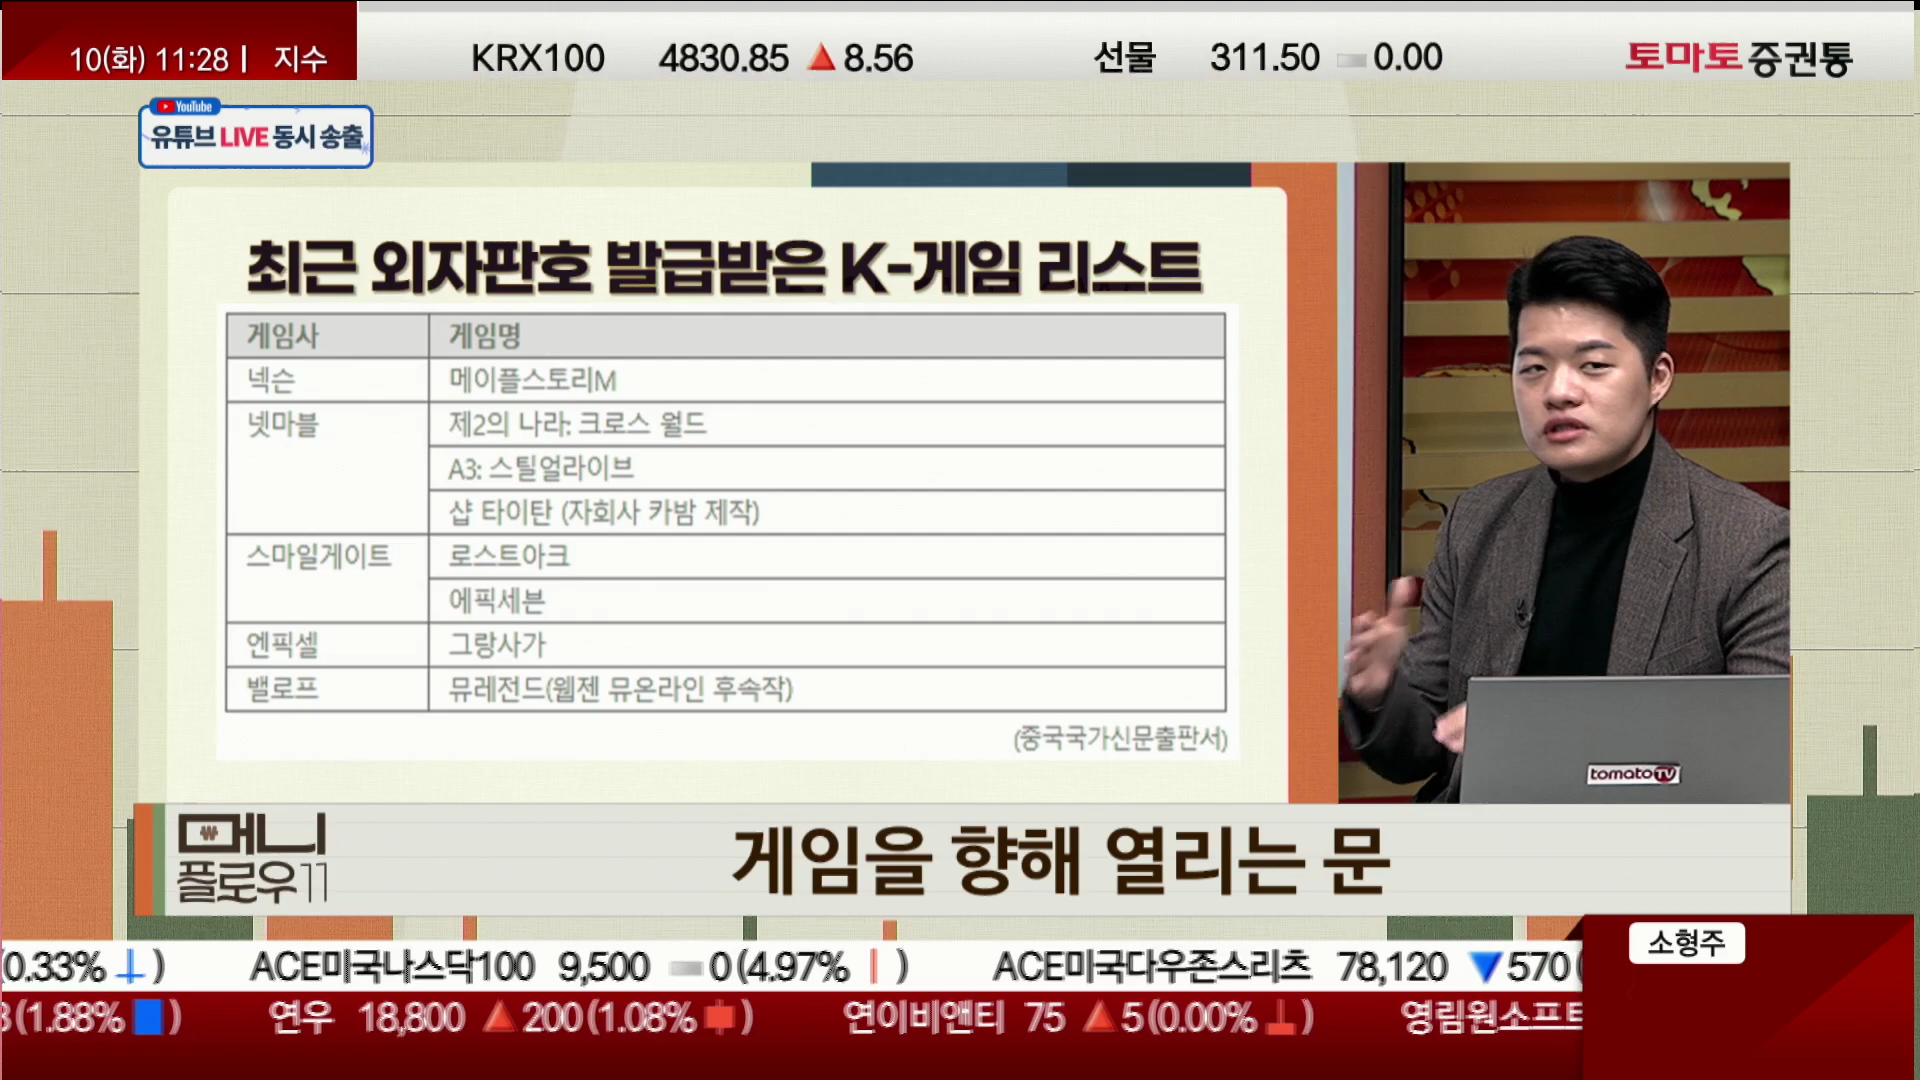 10(화) 11:28 | 지수 KRX100 4830.85 ▲ 8.56 선물 311.50 0.00 토마토증권통
YouTube
유튜브 LIVE 동시 송출
최근 외자판호 발급받은 K-게임 리스트
게임사 게임명
넥슨 메이플스토리M
넷마블 제2의 나라: 크로스 월드
A3: 스틸얼라이브
샵 타이탄 (자회사 카밤 제작)
스마일게이트 로스트아크
에픽세븐
엔픽셀 그랑사가
밸로프 뮤레전드(웹젠 뮤온라인 후속작)
(중국국가신문출판서)
tomatoTV
머니
플로우11
게임을 향해 열리는 문
소형주
0.33% ) ACE미국나스닥100 9,500 0(4.97% ) ACE미국다우존스리츠 78,120 ▼570(
(1.88% ) 연우 18,800 ▲200(1.08% ) 연이비앤티 75 ▲5(0.00% ) 영림원소프트